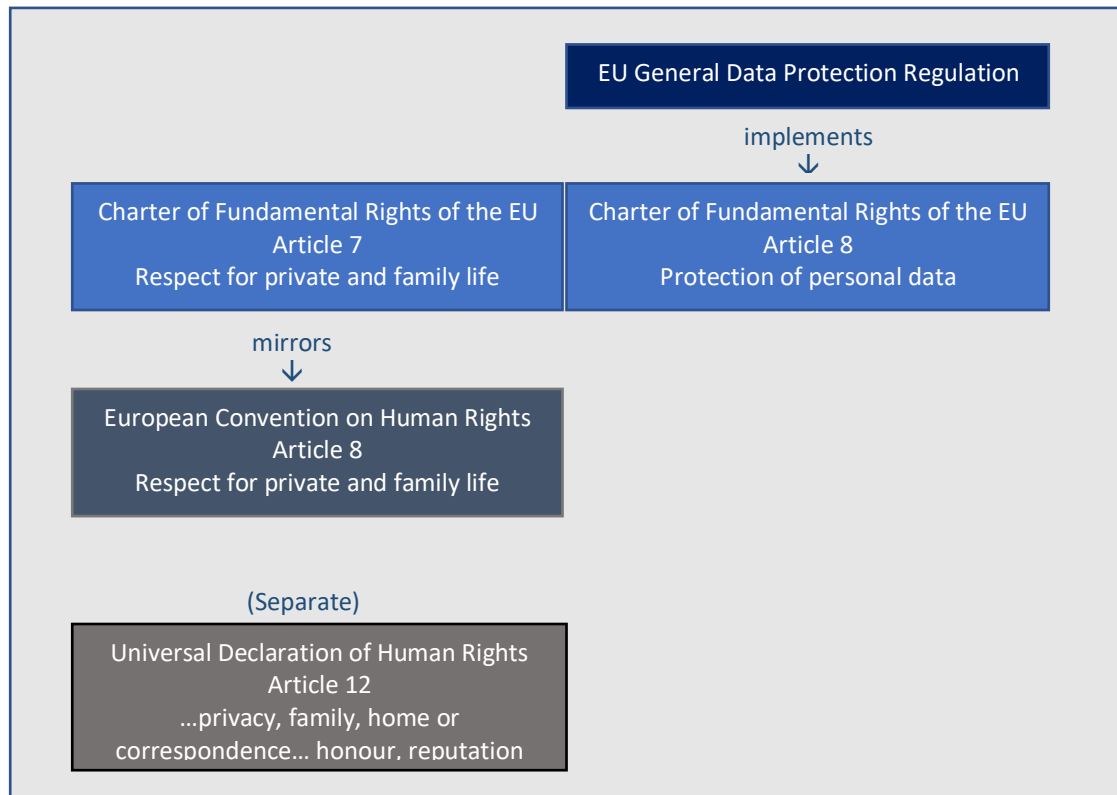 EU General Data Protection Regulation
implements
↓
Charter of Fundamental Rights of the EU
Article 7
Respect for private and family life
Charter of Fundamental Rights of the EU
Article 8
Protection of personal data
mirrors
↓
European Convention on Human Rights
Article 8
Respect for private and family life
(Separate)
Universal Declaration of Human Rights
Article 12
…privacy, family, home or
correspondence… honour, reputation